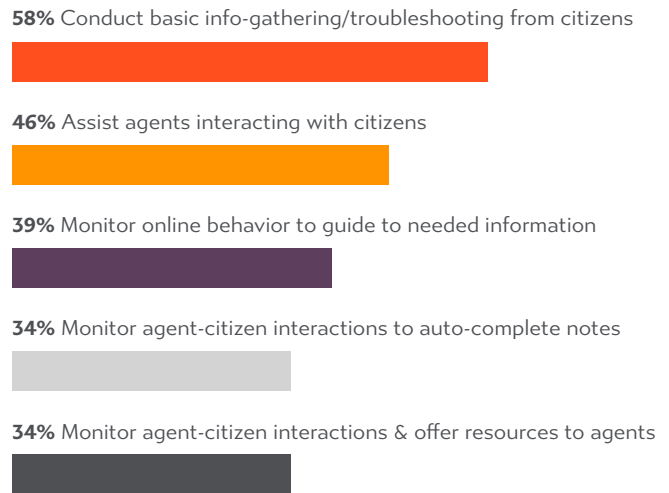 58% Conduct basic info-gathering/troubleshooting from citizens
46% Assist agents interacting with citizens
39% Monitor online behavior to guide to needed information
34% Monitor agent-citizen interactions to auto-complete notes
34% Monitor agent-citizen interactions & offer resources to agents